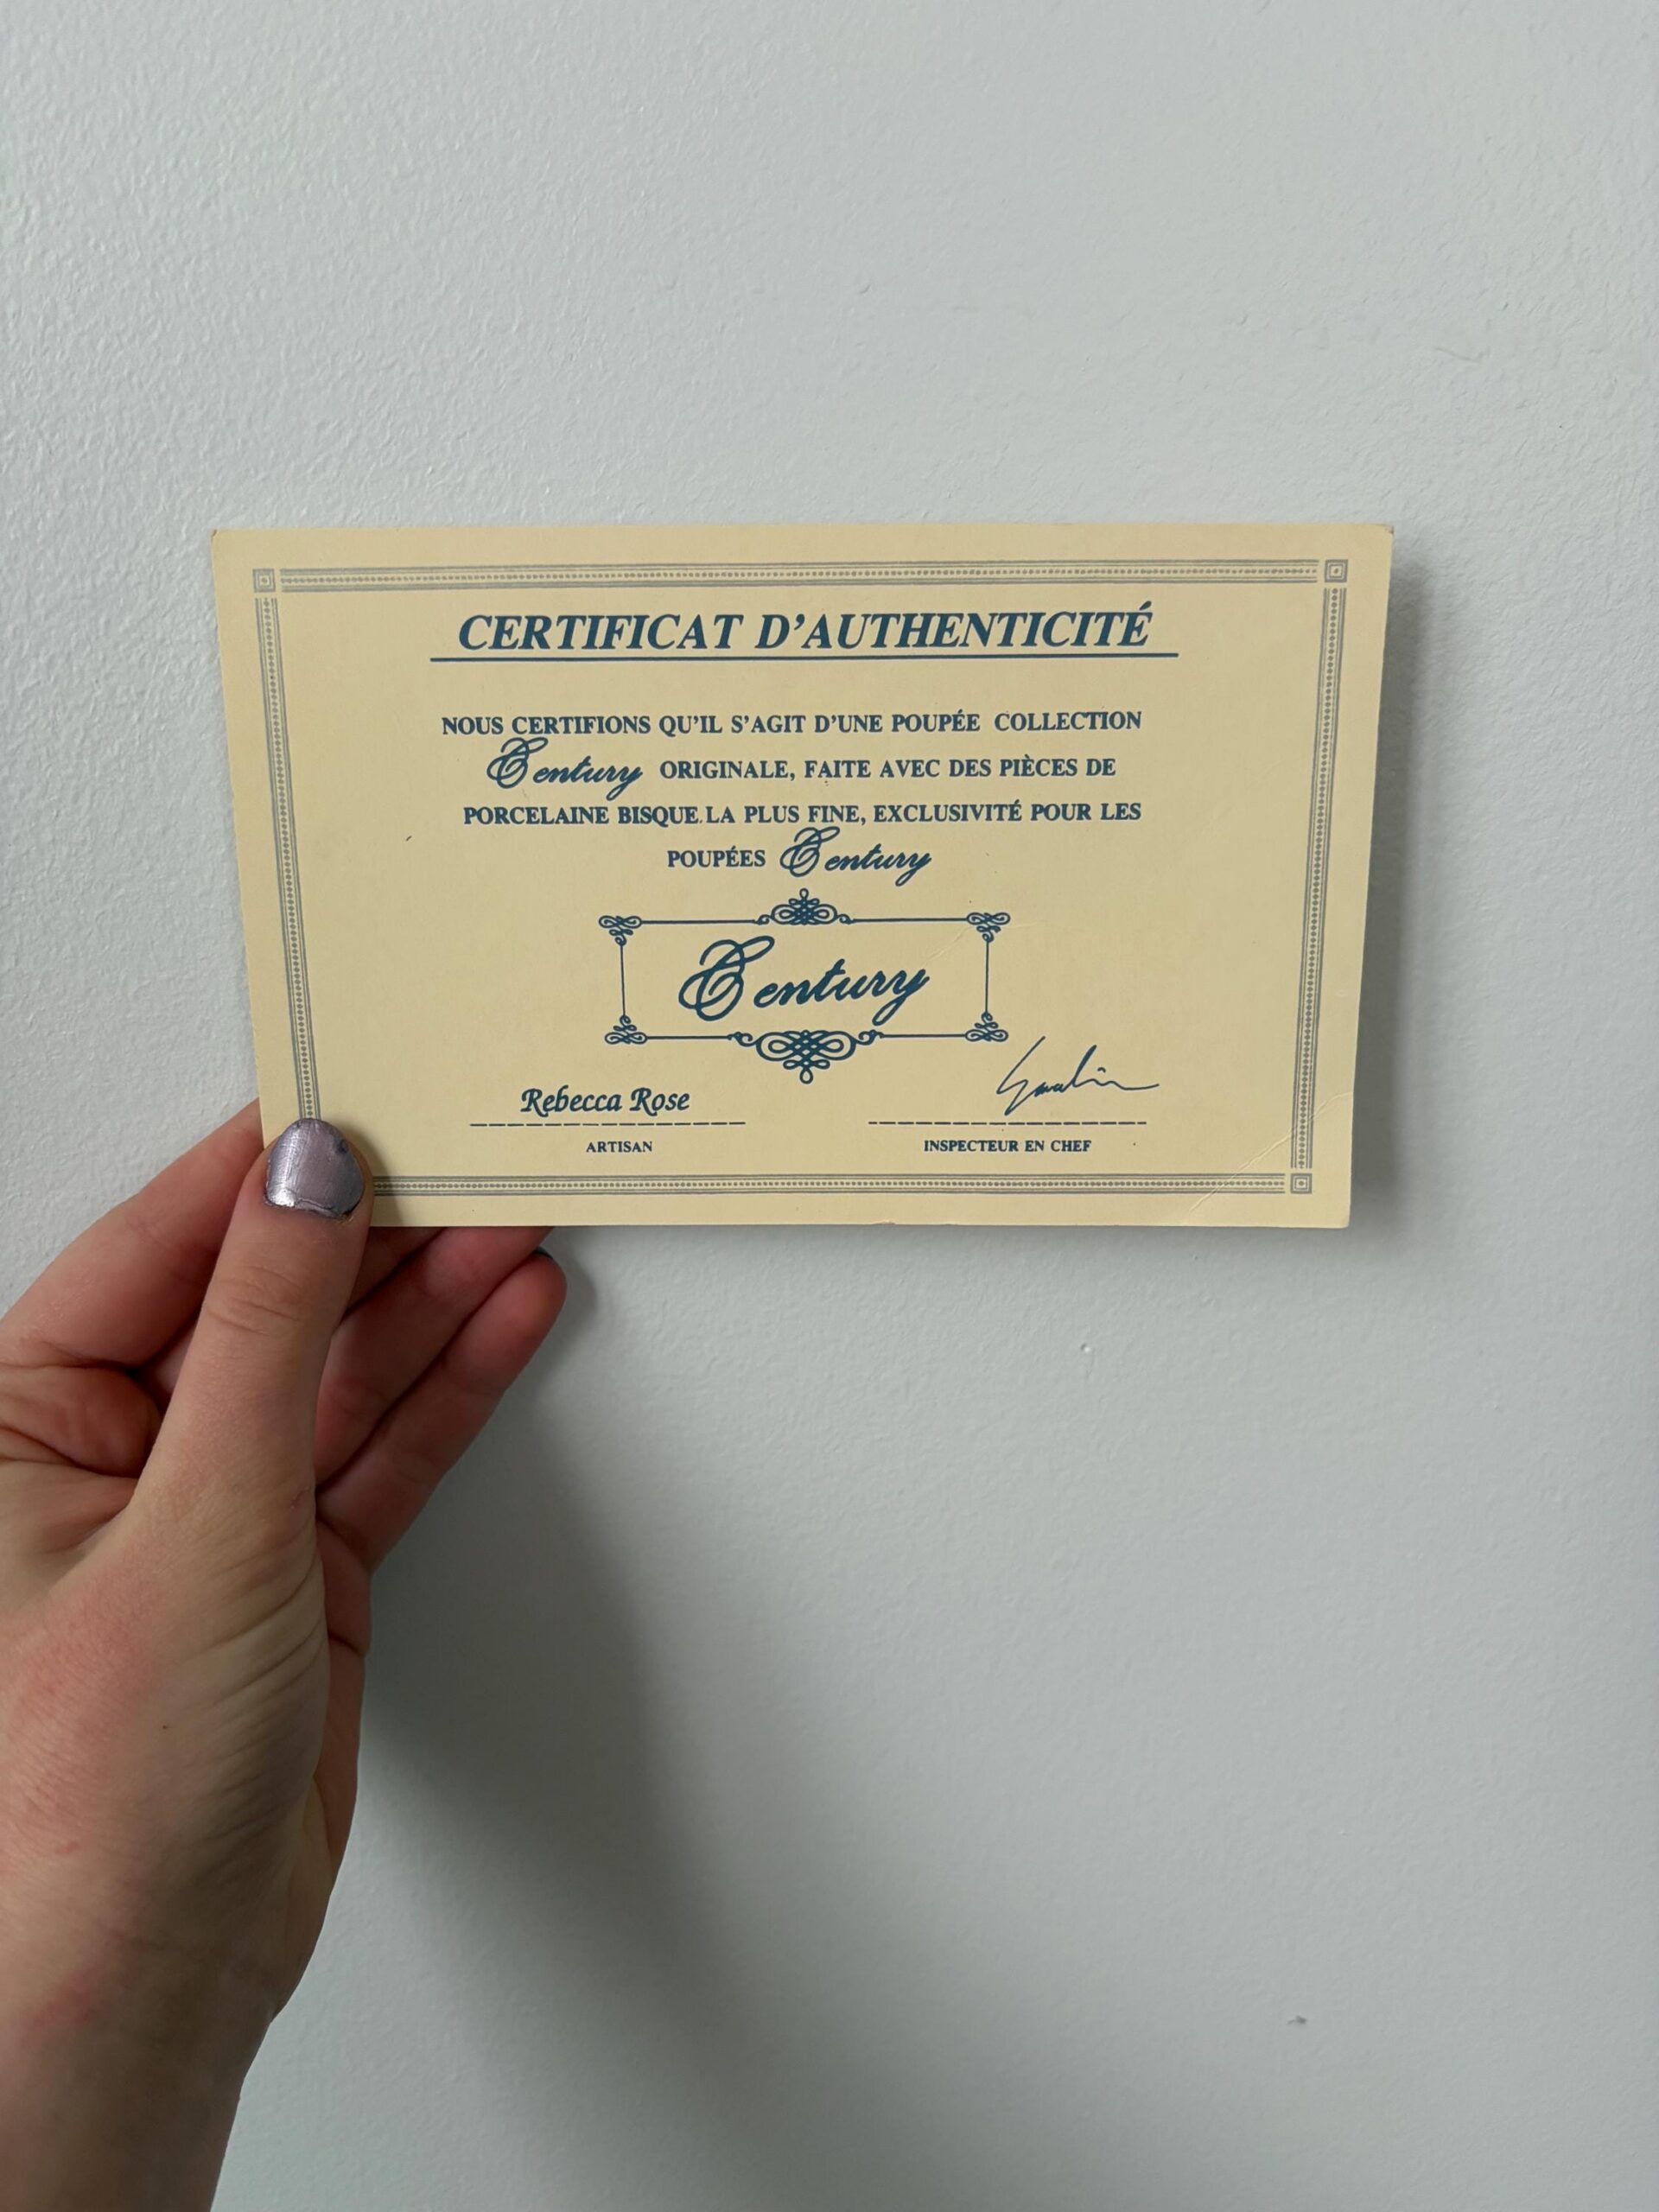 CERTIFICAT D'AUTHENTICITÉ
NOUS CERTIFIONS QU'IL S'AGIT D'UNE POUPÉE COLLECTION
Century ORIGINALE, FAITE AVEC DES PIÈCES DE
PORCELAINE BISQUE LA PLUS FINE, EXCLUSIVITÉ POUR LES
POUPÉES Century
Century
Rebecca Rose
ARTISAN
INSPECTEUR EN CHEF